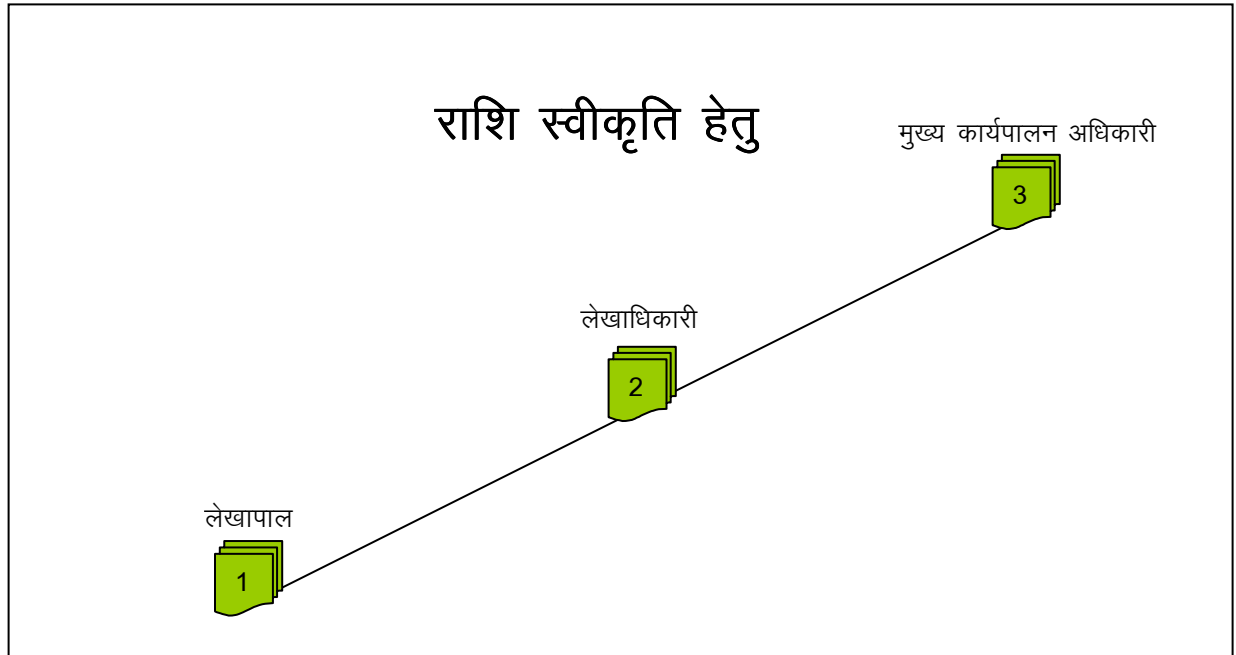 राशि स्वीकृति हेतु
मुख्य कार्यपालन अधिकारी
3
लेखाधिकारी
2
लेखापाल
1